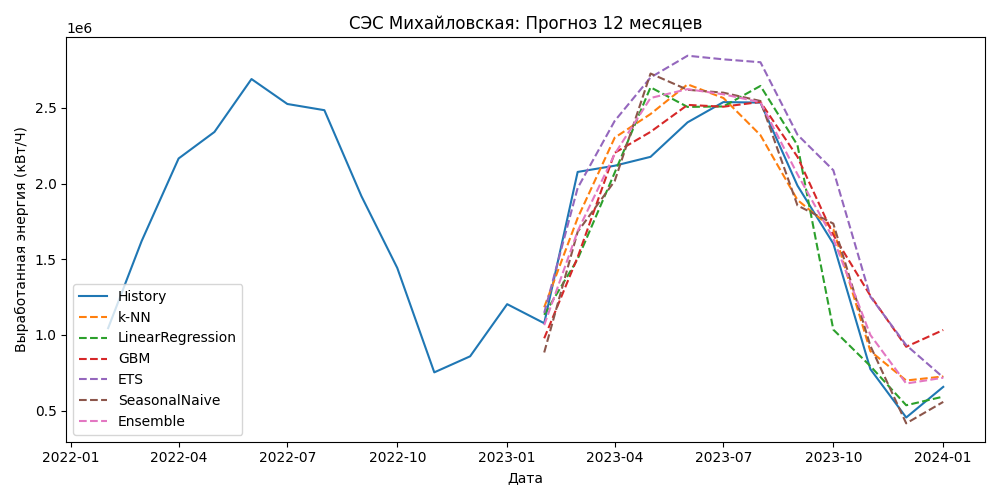 СЭС Михайловская: Прогноз 12 месяцев
1e6
Выработанная энергия (кВт/Ч)
2.5
2.0
1.5
1.0
0.5
History
k-NN
LinearRegression
GBM
ETS
SeasonalNaive
Ensemble
2022-01 2022-04 2022-07 2022-10 2023-01 2023-04 2023-07 2023-10 2024-01
Дата